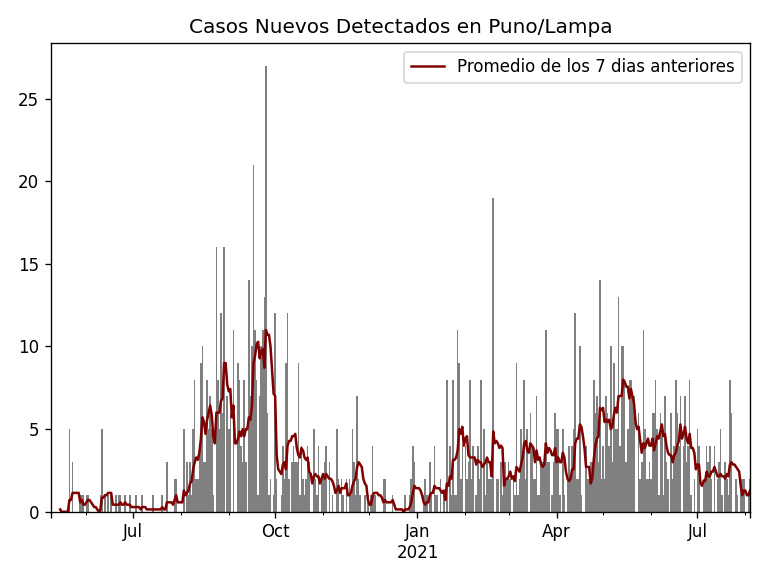 Casos Nuevos Detectados en Puno/Lampa
Promedio de los 7 dias anteriores
25
20
15
10
5
0
Jul
Oct
Jan
2021
Apr
Jul